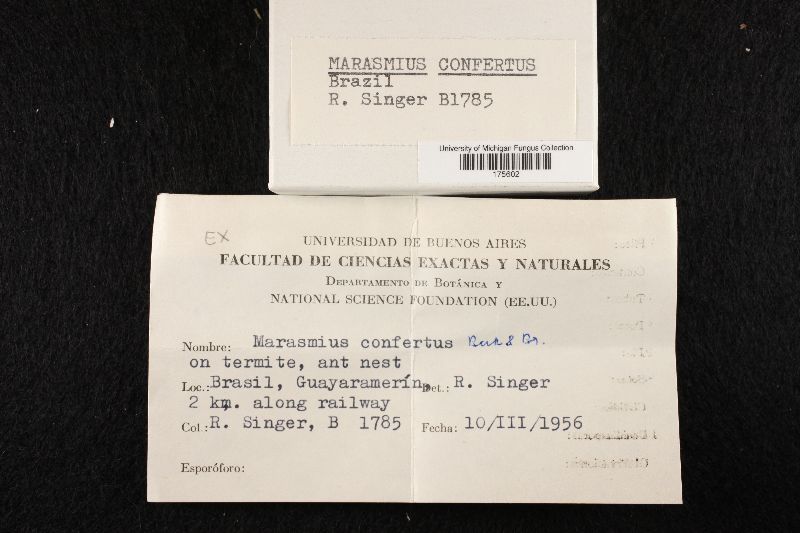 MARASMIUS CONFERTUS
Brazil
R. Singer B1785
University of Michigan Fungus Collection
175602
EX
UNIVERSIDAD DE BUENOS AIRES
FACULTAD DE CIENCIAS EXACTAS Y NATURALES
DEPARTAMENTO DE BOTÁNICA Y
NATIONAL SCIENCE FOUNDATION (EE.UU.)
Nombre: Marasmius confertus Berk & Br.
on termite, ant nest
Loc.: Brasil, Guayaramerín, Det.: R. Singer
2 km. along railway
Col.: R. Singer, B 1785 Fecha: 10/III/1956
Esporóforo: